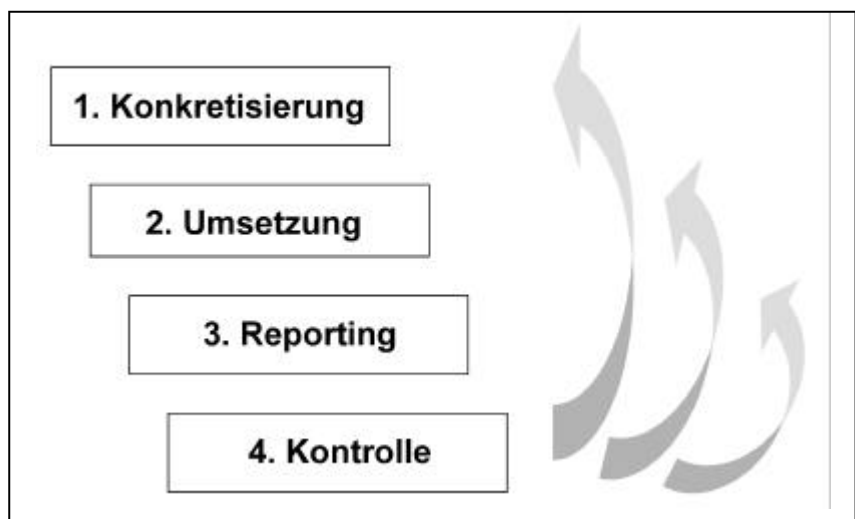 1. Konkretisierung
2. Umsetzung
3. Reporting
4. Kontrolle